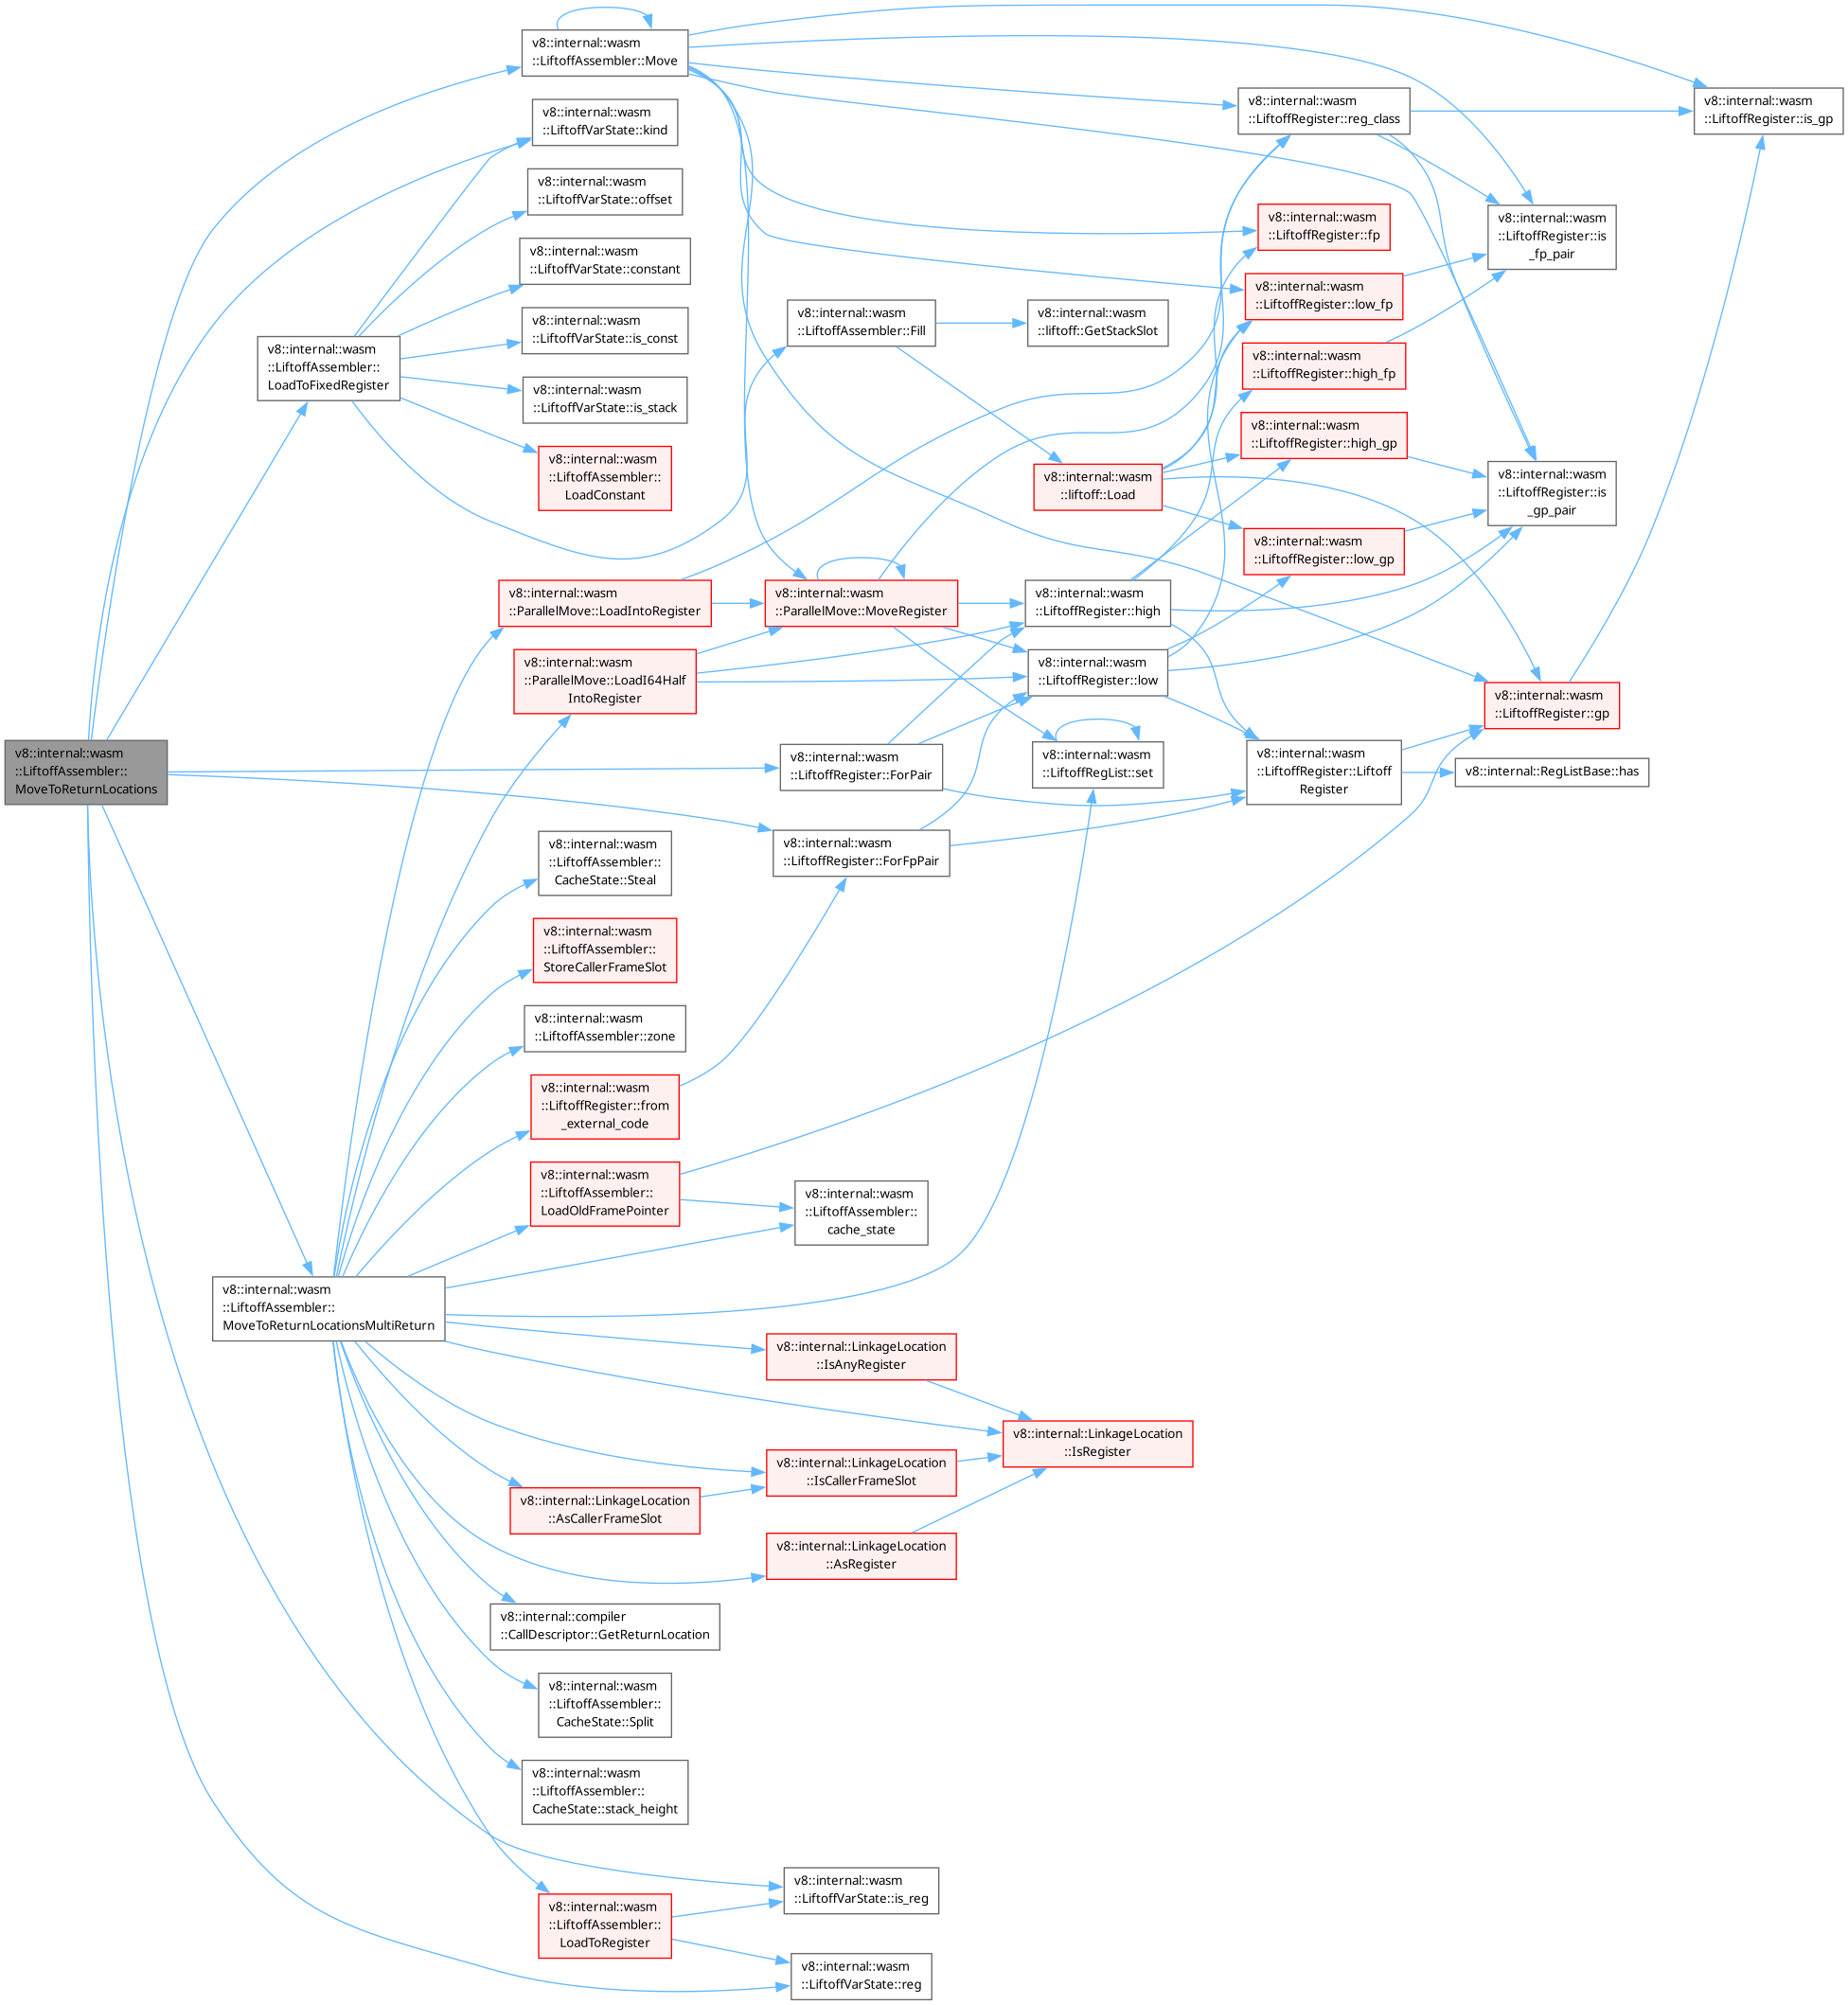 v8::internal::wasm
::LiftoffAssembler::
MoveToReturnLocations
v8::internal::wasm
::LiftoffAssembler::Move
v8::internal::wasm
::LiftoffVarState::kind
v8::internal::wasm
::LiftoffVarState::offset
v8::internal::wasm
::LiftoffVarState::constant
v8::internal::wasm
::LiftoffVarState::is_const
v8::internal::wasm
::LiftoffVarState::is_stack
v8::internal::wasm
::LiftoffAssembler::
LoadConstant
v8::internal::wasm
::LiftoffAssembler::
LoadToFixedRegister
v8::internal::wasm
::LiftoffAssembler::Fill
v8::internal::wasm
::liftoff::GetStackSlot
v8::internal::wasm
::liftoff::Load
v8::internal::wasm
::LiftoffRegister::reg_class
v8::internal::wasm
::LiftoffRegister::is_gp
v8::internal::wasm
::LiftoffRegister::fp
v8::internal::wasm
::LiftoffRegister::is
_fp_pair
v8::internal::wasm
::LiftoffRegister::low_fp
v8::internal::wasm
::LiftoffRegister::high_fp
v8::internal::wasm
::LiftoffRegister::high_gp
v8::internal::wasm
::LiftoffRegister::is
_gp_pair
v8::internal::wasm
::LiftoffRegister::low_gp
v8::internal::wasm
::ParallelMove::LoadIntoRegister
v8::internal::wasm
::ParallelMove::MoveRegister
v8::internal::wasm
::LiftoffRegister::high
v8::internal::wasm
::ParallelMove::LoadI64Half
IntoRegister
v8::internal::wasm
::LiftoffRegister::low
v8::internal::wasm
::LiftoffRegister::gp
v8::internal::wasm
::LiftoffRegister::ForPair
v8::internal::wasm
::LiftoffRegList::set
v8::internal::wasm
::LiftoffRegister::Liftoff
Register
v8::internal::RegListBase::has
v8::internal::wasm
::LiftoffRegister::ForFpPair
v8::internal::wasm
::LiftoffAssembler::
CacheState::Steal
v8::internal::wasm
::LiftoffAssembler::
StoreCallerFrameSlot
v8::internal::wasm
::LiftoffAssembler::zone
v8::internal::wasm
::LiftoffRegister::from
_external_code
v8::internal::wasm
::LiftoffAssembler::
LoadOldFramePointer
v8::internal::wasm
::LiftoffAssembler::
cache_state
v8::internal::wasm
::LiftoffAssembler::
MoveToReturnLocationsMultiReturn
v8::internal::LinkageLocation
::IsAnyRegister
v8::internal::LinkageLocation
::IsRegister
v8::internal::LinkageLocation
::IsCallerFrameSlot
v8::internal::LinkageLocation
::AsCallerFrameSlot
v8::internal::LinkageLocation
::AsRegister
v8::internal::compiler
::CallDescriptor::GetReturnLocation
v8::internal::wasm
::LiftoffAssembler::
CacheState::Split
v8::internal::wasm
::LiftoffAssembler::
CacheState::stack_height
v8::internal::wasm
::LiftoffVarState::is_reg
v8::internal::wasm
::LiftoffAssembler::
LoadToRegister
v8::internal::wasm
::LiftoffVarState::reg